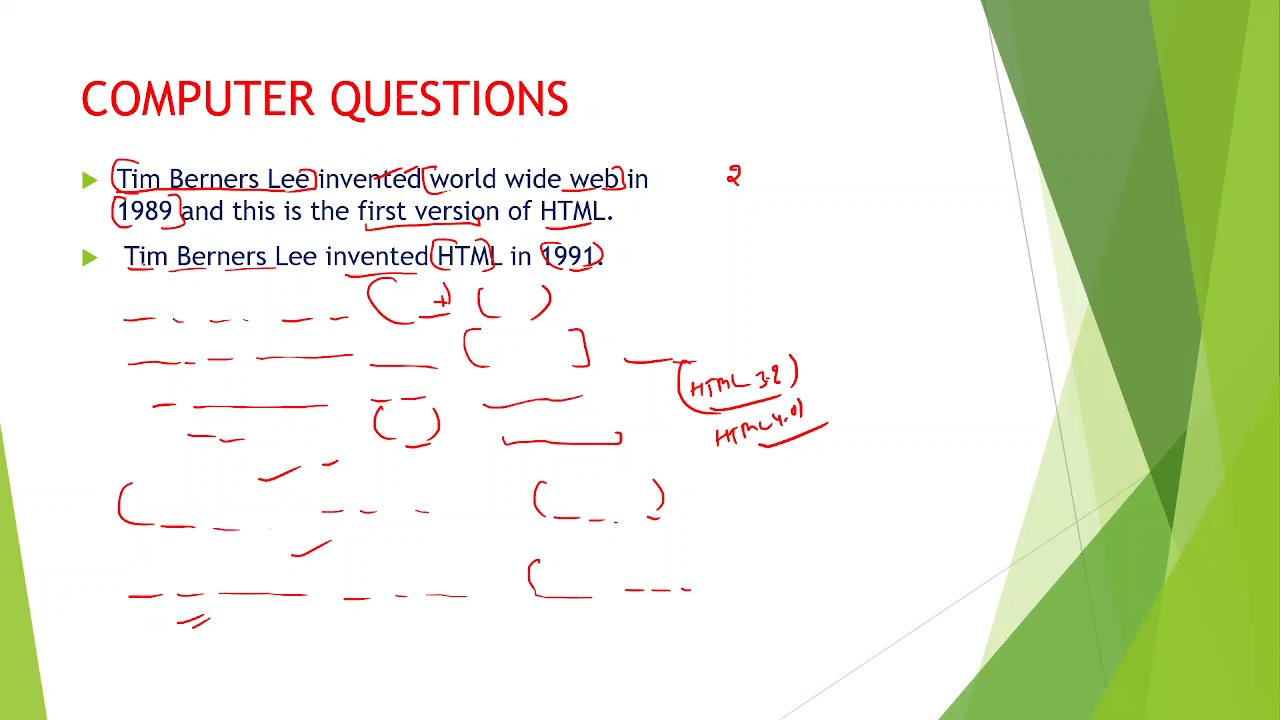 COMPUTER QUESTIONS
Tim Berners Lee invented world wide web in
1989 and this is the first version of HTML.
Tim Berners Lee invented HTML in 1991.
2
HTML 3.2
HTML 4.01